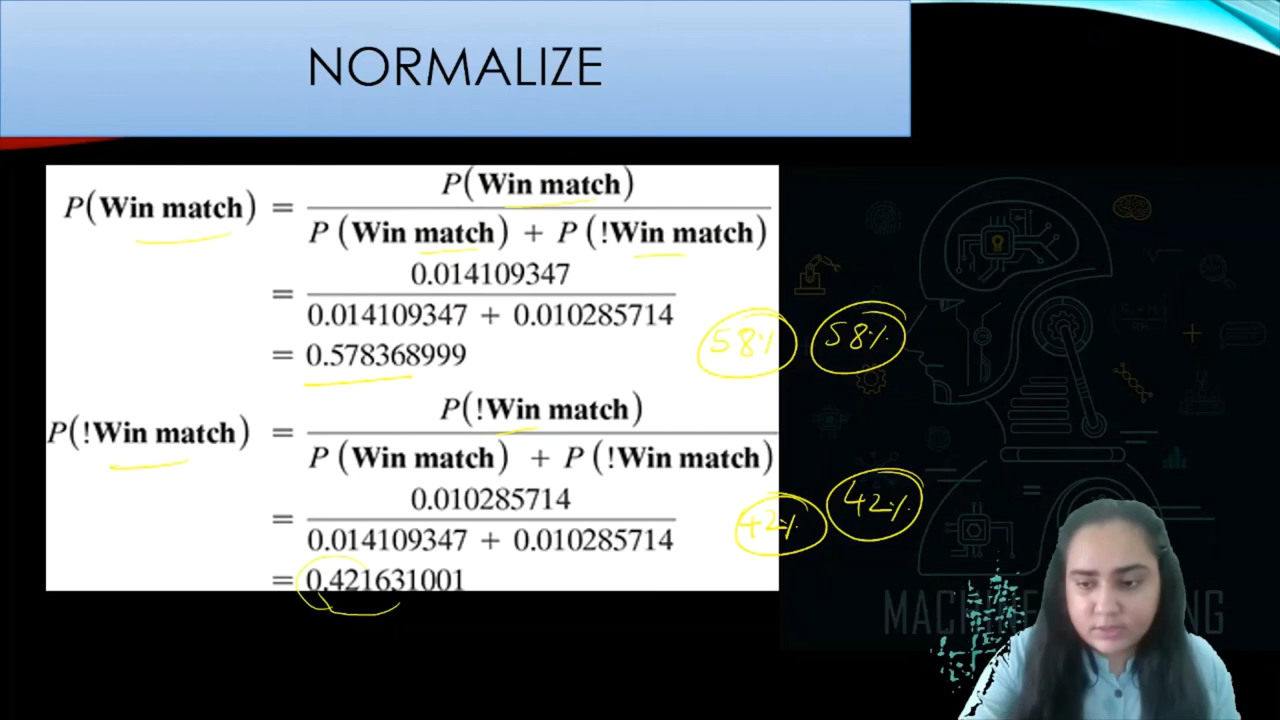 NORMALIZE
P(Win match) = P(Win match)
P (Win match) + P (!Win match)
= 0.014109347
0.014109347 + 0.010285714
= 0.578368999
58% 58%
P(!Win match) = P(!Win match)
P (Win match) + P (!Win match)
= 0.010285714
0.014109347 + 0.010285714
42% 42%
= 0.421631001